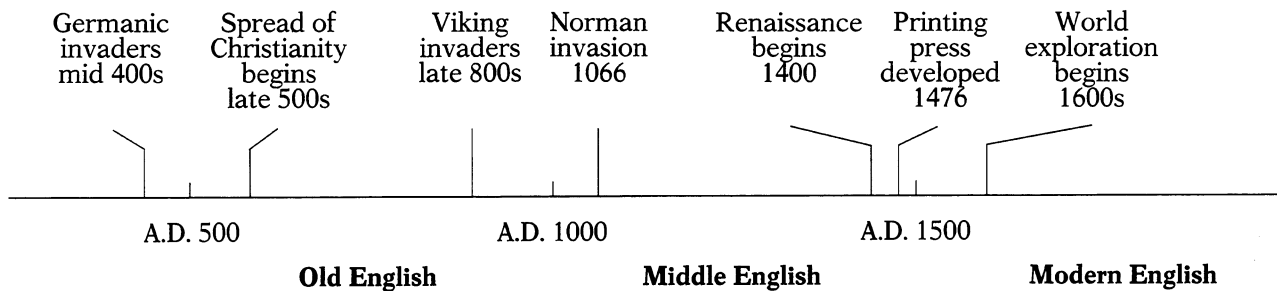 Germanic
invaders
mid 400s
Spread of
Christianity
begins
late 500s
Viking
invaders
late 800s
Norman
invasion
1066
Renaissance
begins
1400
Printing
press
developed
1476
World
exploration
begins
1600s
A.D. 500
A.D. 1000
A.D. 1500
Old English
Middle English
Modern English